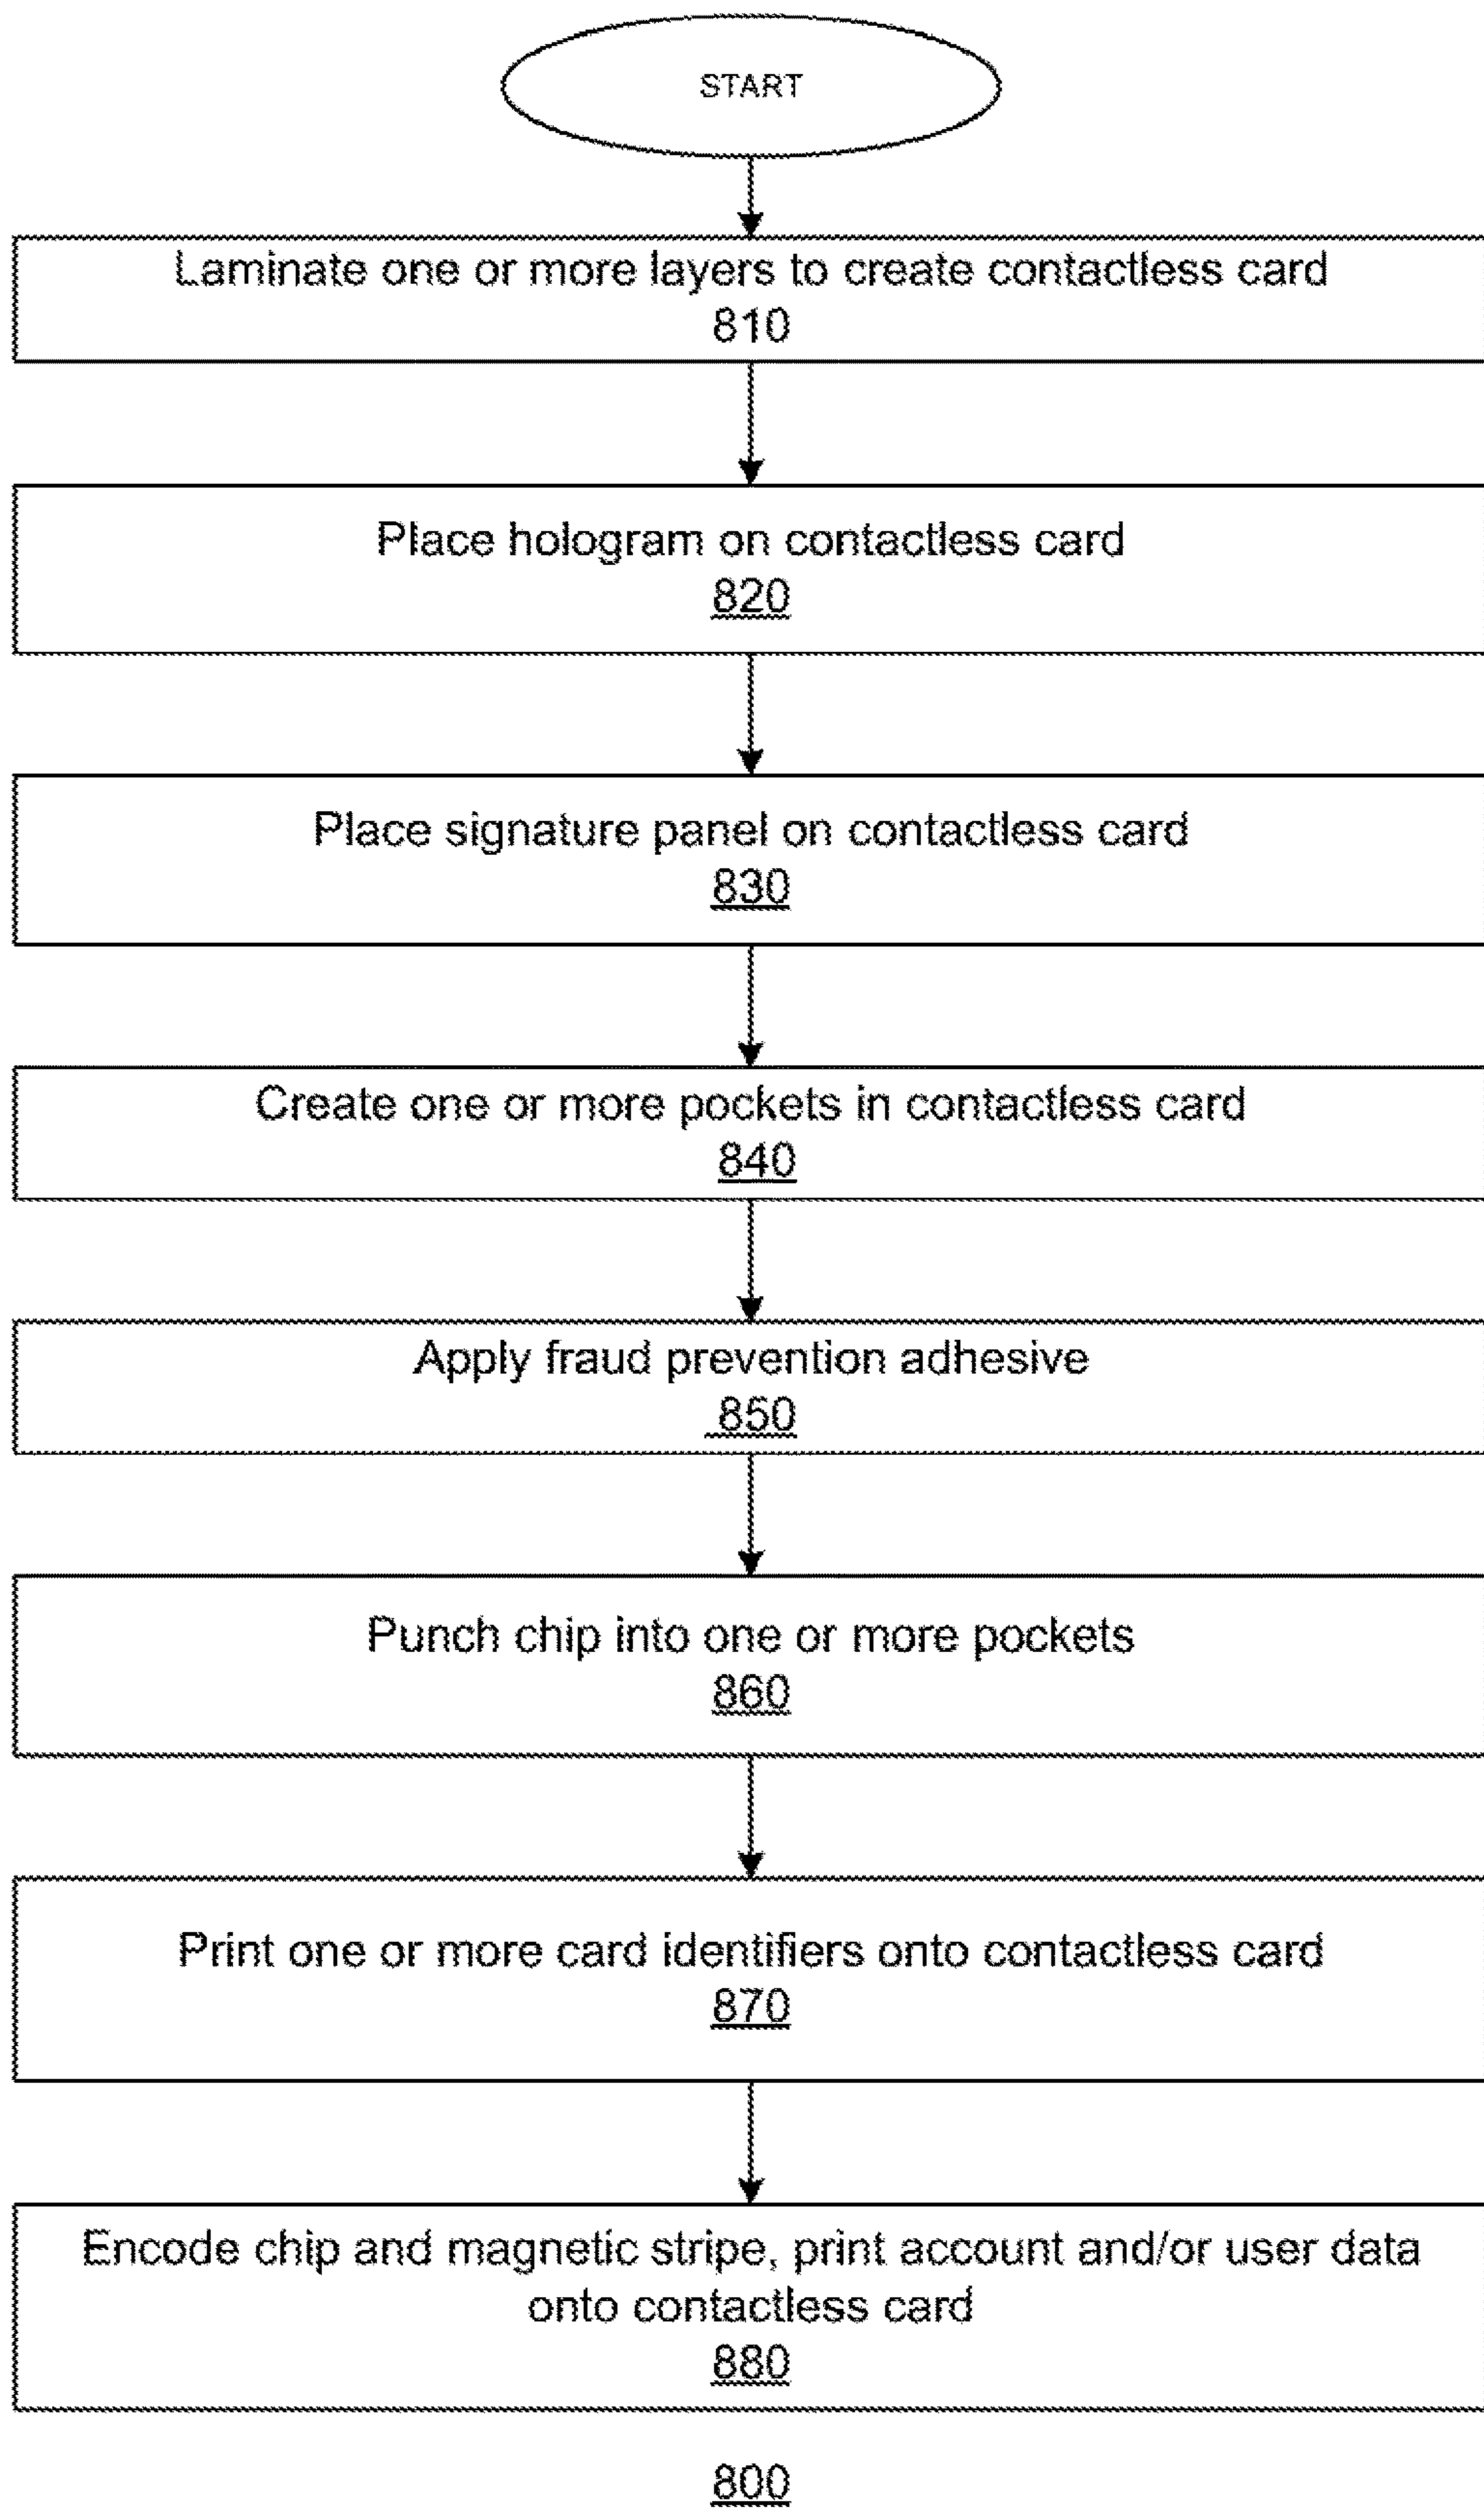 START
Laminate one or more layers to create contactless card
810
Place hologram on contactless card
820
Place signature panel on contactless card
830
Create one or more pockets in contactless card
840
Apply fraud prevention adhesive
850
Punch chip into one or more pockets
860
Print one or more card identifiers onto contactless card
870
Encode chip and magnetic stripe, print account and/or user data
onto contactless card
880
800